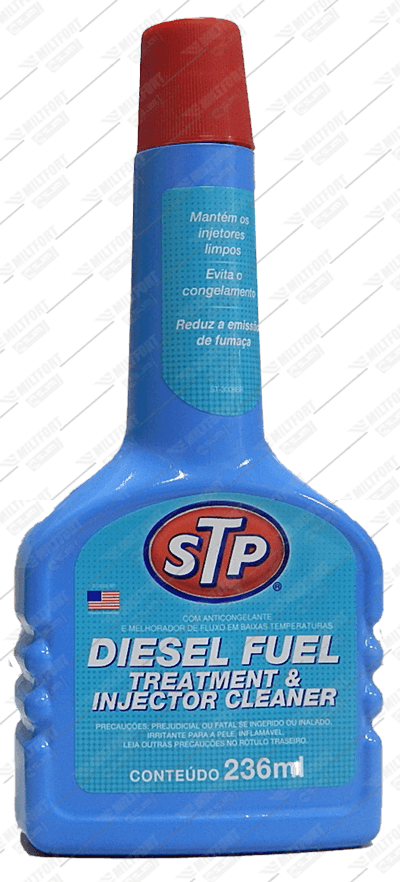 Mantém os
injetores
limpos
Evita o
congelamento
Reduz a emissão
de fumaça
STP
®
COM ANTICONGELANTE
E MELHORADOR DE FLUXO EM BAIXAS TEMPERATURAS
DIESEL FUEL
TREATMENT &
INJECTOR CLEANER
PRECAUÇÕES: PREJUDICIAL OU FATAL SE INGERIDO OU INALADO.
IRRITANTE PARA A PELE. INFLAMÁVEL.
LEIA OUTRAS PRECAUÇÕES NO RÓTULO TRASEIRO.
CONTEÚDO 236ml